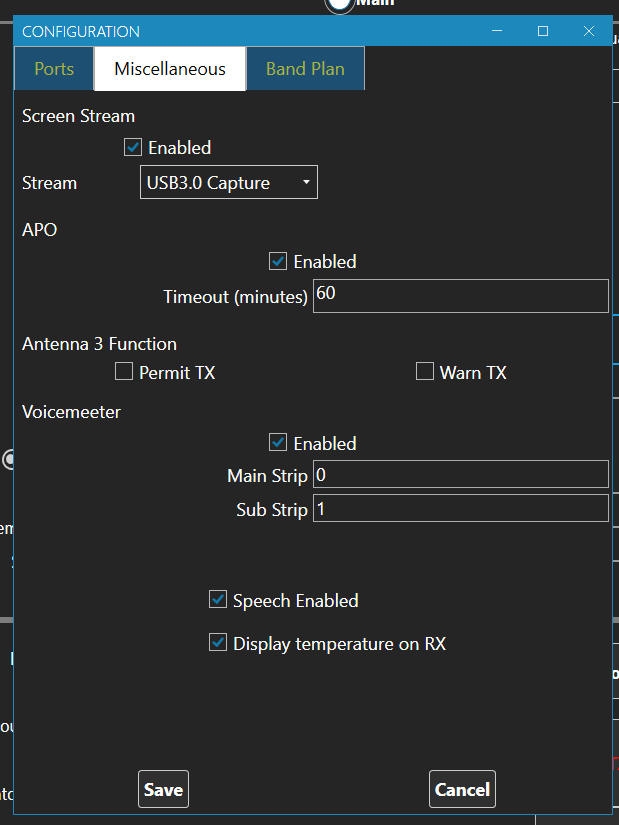 Main
CONFIGURATION
Ports Miscellaneous Band Plan
Screen Stream
Enabled
Stream USB3.0 Capture
APO
Enabled
Timeout (minutes) 60
Antenna 3 Function
Permit TX Warn TX
Voicemeeter
Enabled
Main Strip 0
Sub Strip 1
Speech Enabled
Display temperature on RX
Save Cancel